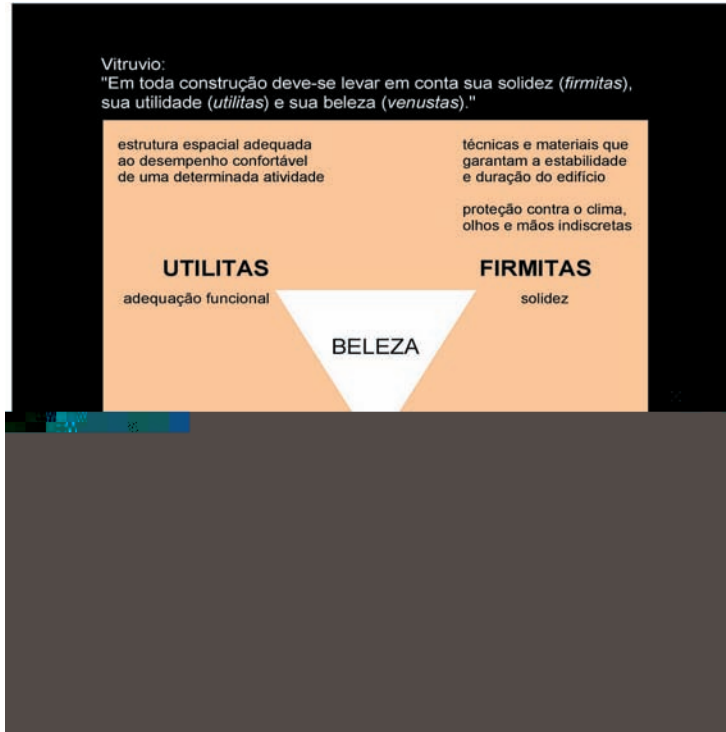 Vitruvio:
"Em toda construção deve-se levar em conta sua solidez (firmitas),
sua utilidade (utilitas) e sua beleza (venustas)."
estrutura espacial adequada
ao desempenho confortável
de uma determinada atividade
técnicas e materiais que
garantam a estabilidade
e duração do edifício
proteção contra o clima,
olhos e mãos indiscretas
UTILITAS
adequação funcional
FIRMITAS
solidez
BELEZA